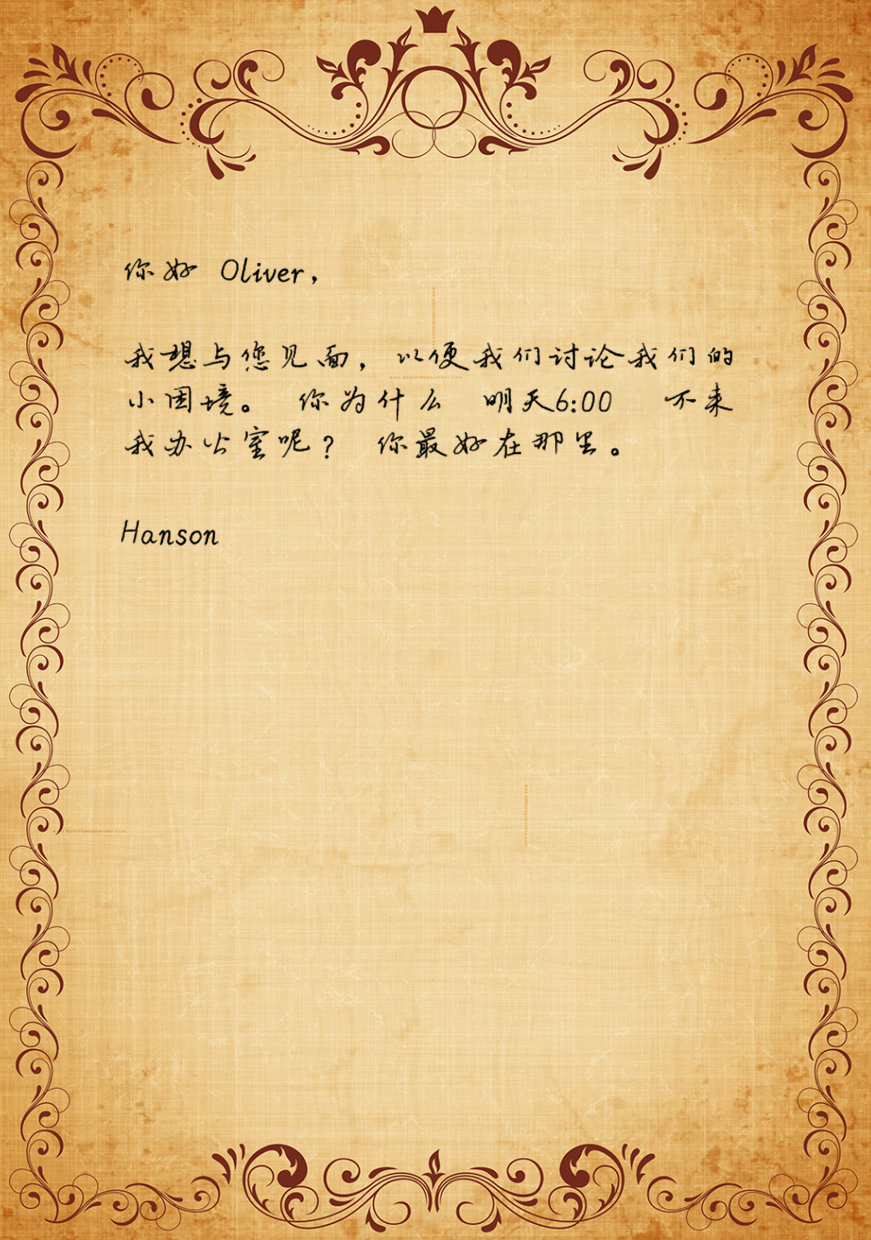 你好 Oliver，
我想与您见面，以便我们讨论我们的
小困境。 你为什么 明天6:00 不来
我办公室呢？ 你最好在那里。
Hanson